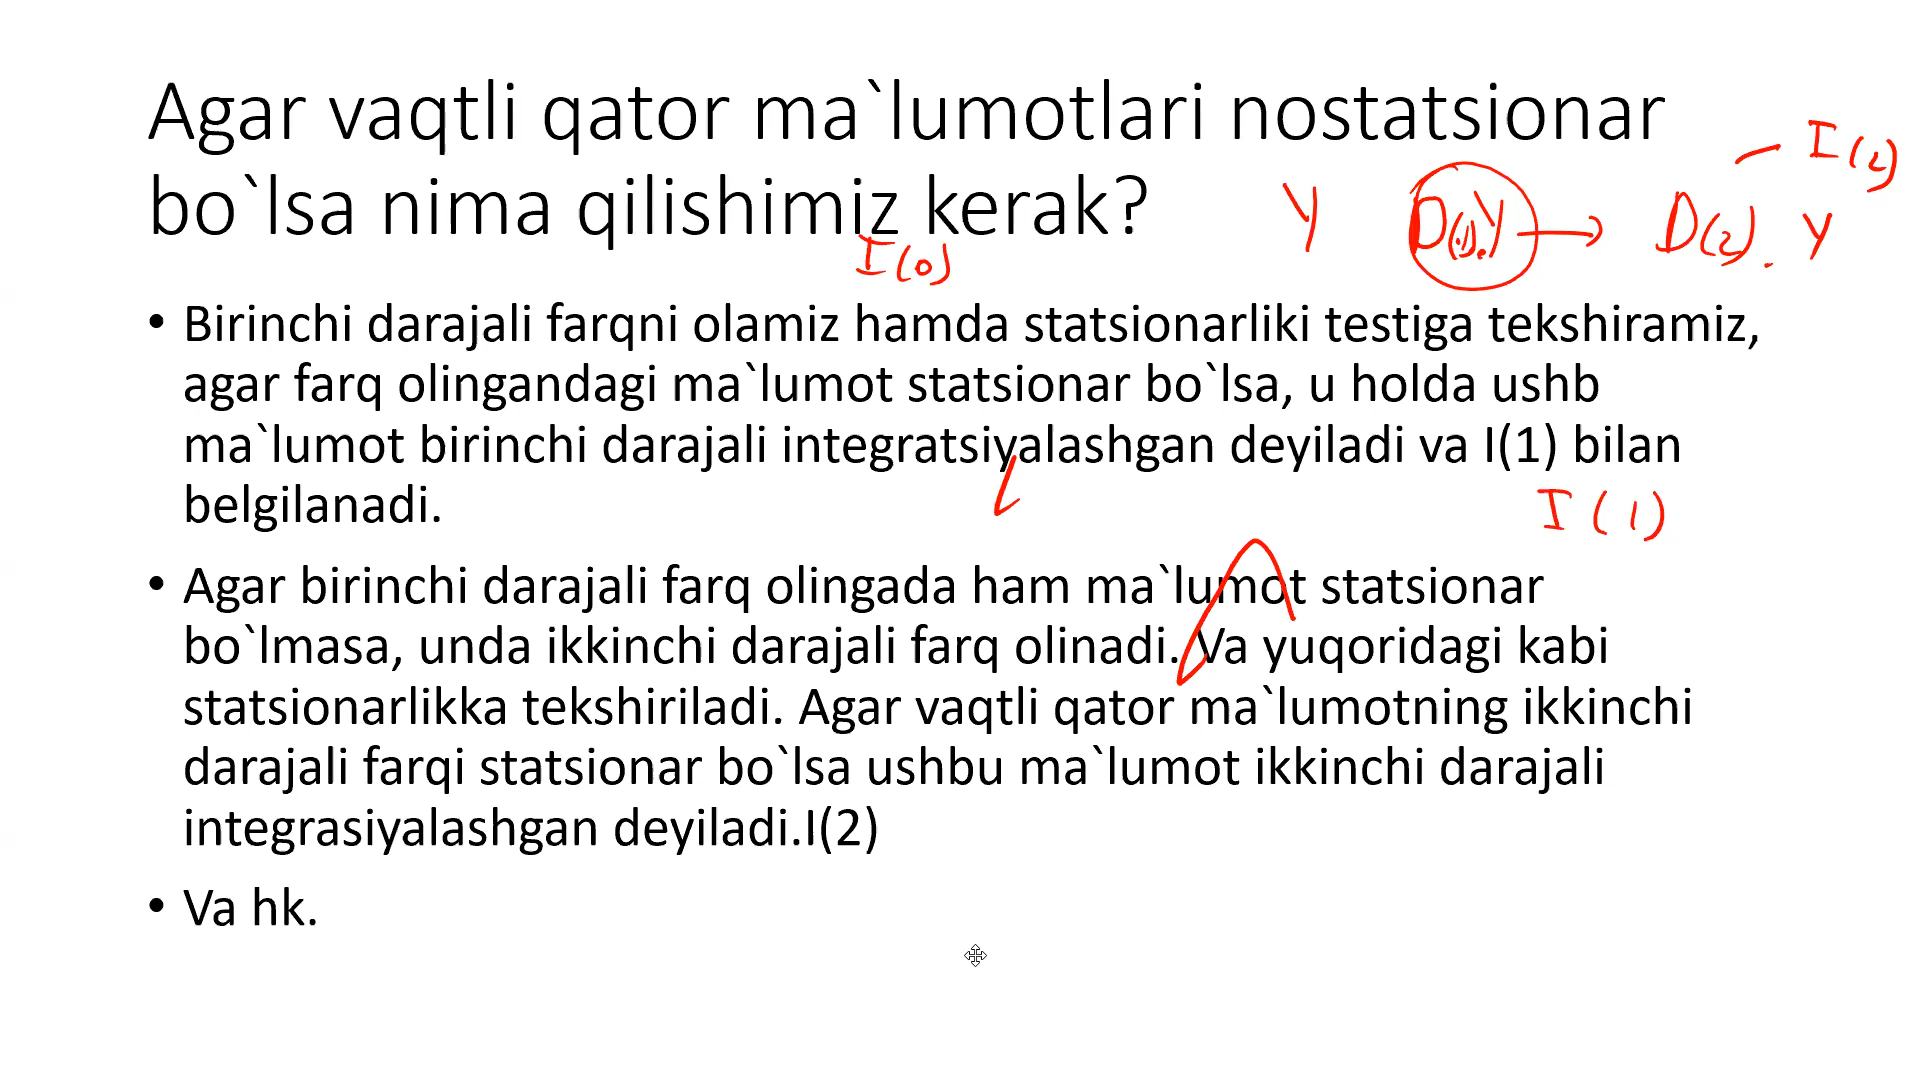 Agar vaqtli qator ma`lumotlari nostatsionar
bo`lsa nima qilishimiz kerak?
I(2)
Y D(1).Y → D(2). Y
I(0)
• Birinchi darajali farqni olamiz hamda statsionarliki testiga tekshiramiz,
agar farq olingandagi ma`lumot statsionar bo`lsa, u holda ushb
ma`lumot birinchi darajali integratsiyalashgan deyiladi va I(1) bilan
belgilanadi.
I(1)
• Agar birinchi darajali farq olingada ham ma`lumot statsionar
bo`lmasa, unda ikkinchi darajali farq olinadi. Va yuqoridagi kabi
statsionarlikka tekshiriladi. Agar vaqtli qator ma`lumotning ikkinchi
darajali farqi statsionar bo`lsa ushbu ma`lumot ikkinchi darajali
integrasiyalashgan deyiladi.I(2)
• Va hk.